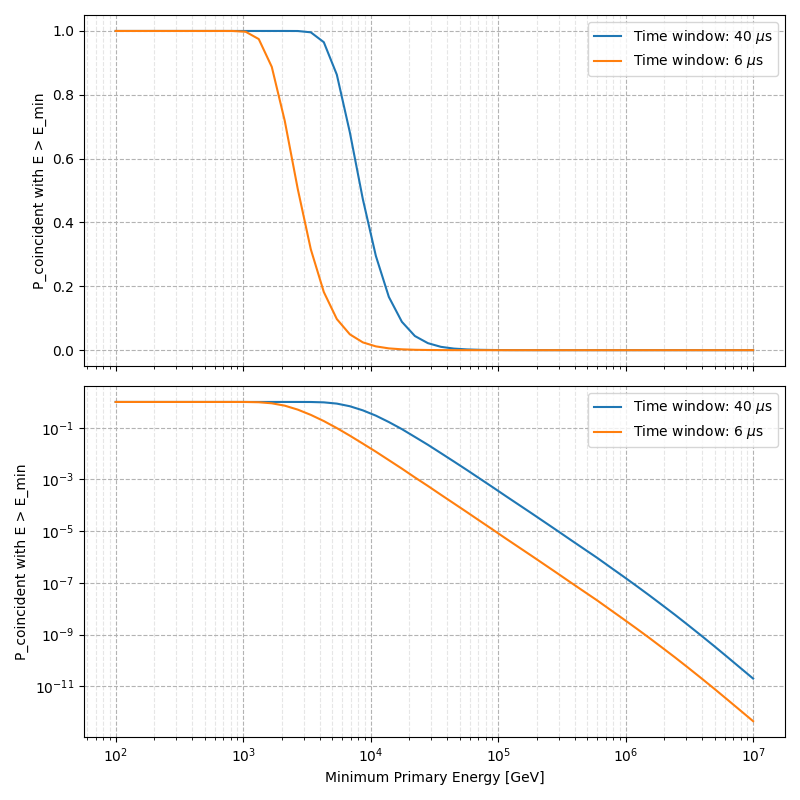 P_coincident with E > E_min
1.0
0.8
0.6
0.4
0.2
0.0
Time window: 40 μs
Time window: 6 μs
P_coincident with E > E_min
10⁻¹
10⁻³
10⁻⁵
10⁻⁷
10⁻⁹
10⁻¹¹
Time window: 40 μs
Time window: 6 μs
10² 10³ 10⁴ 10⁵ 10⁶ 10⁷
Minimum Primary Energy [GeV]